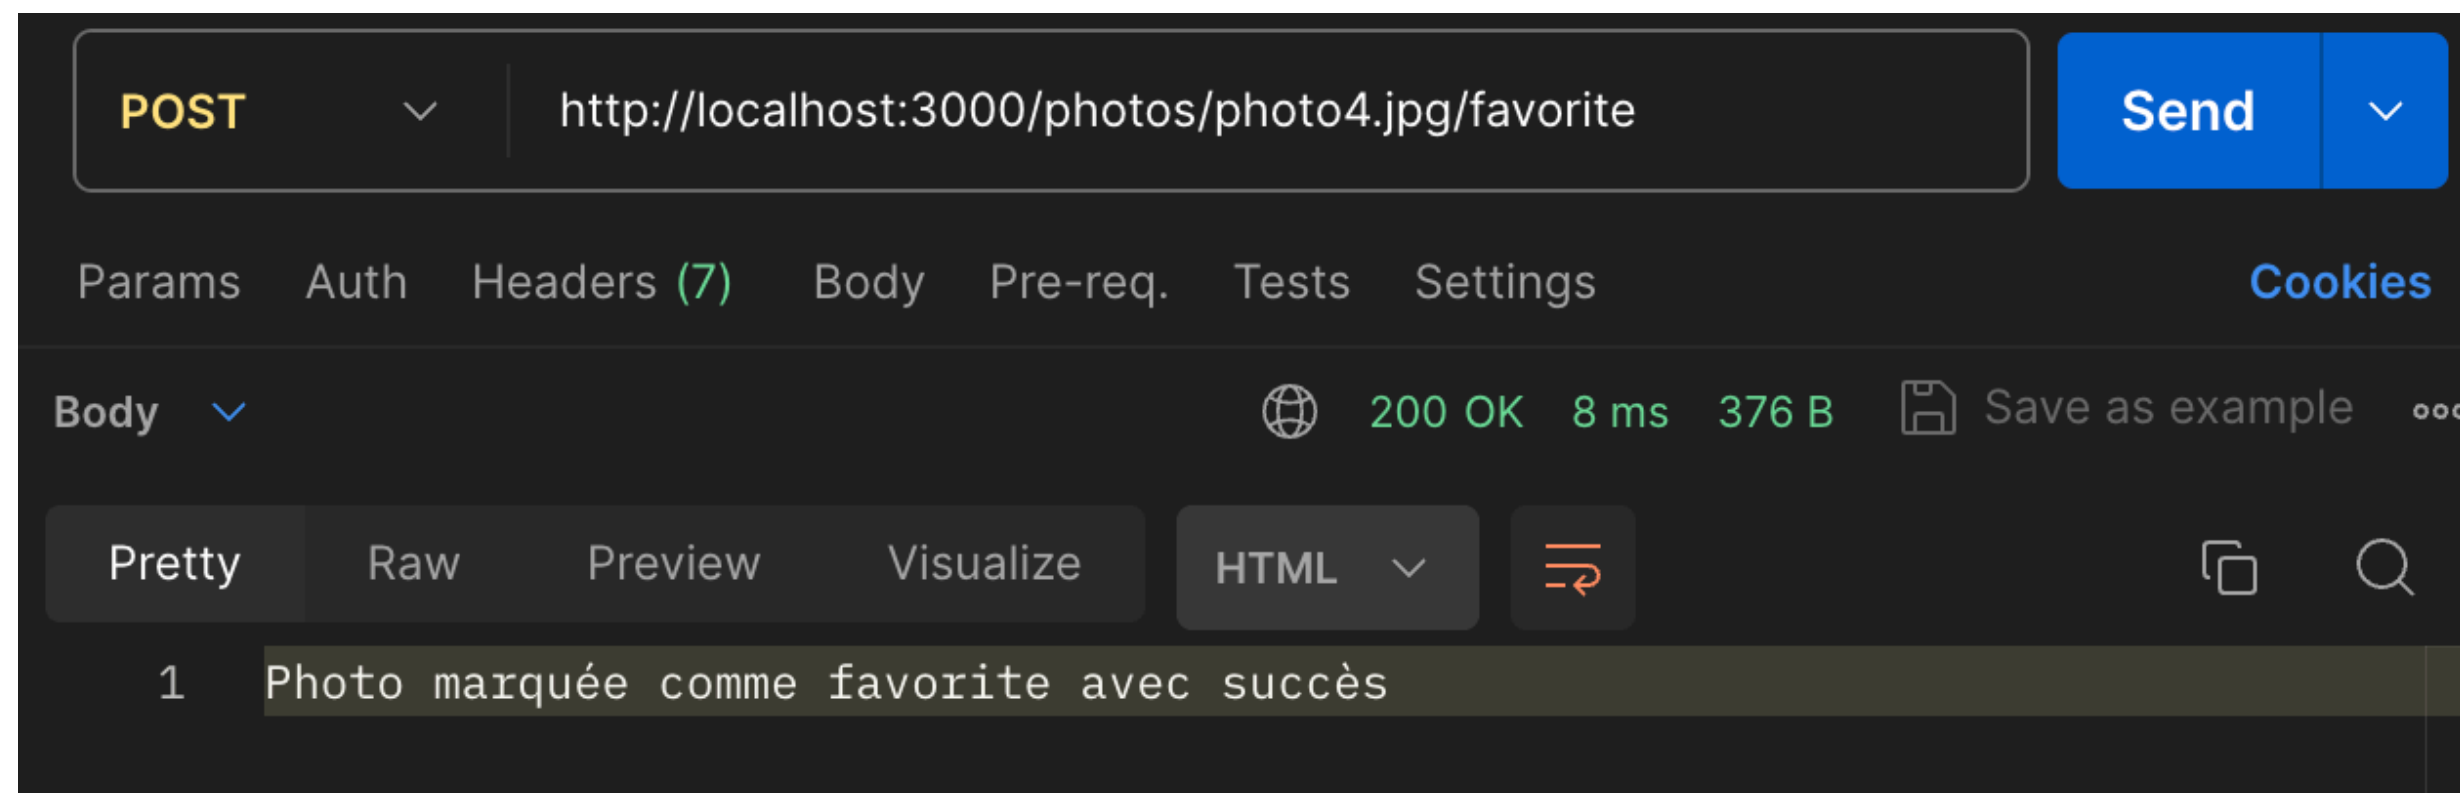 POST http://localhost:3000/photos/photo4.jpg/favorite Send
Params Auth Headers (7) Body Pre-req. Tests Settings Cookies
Body 200 OK 8 ms 376 B Save as example
Pretty Raw Preview Visualize HTML
1 Photo marquée comme favorite avec succès